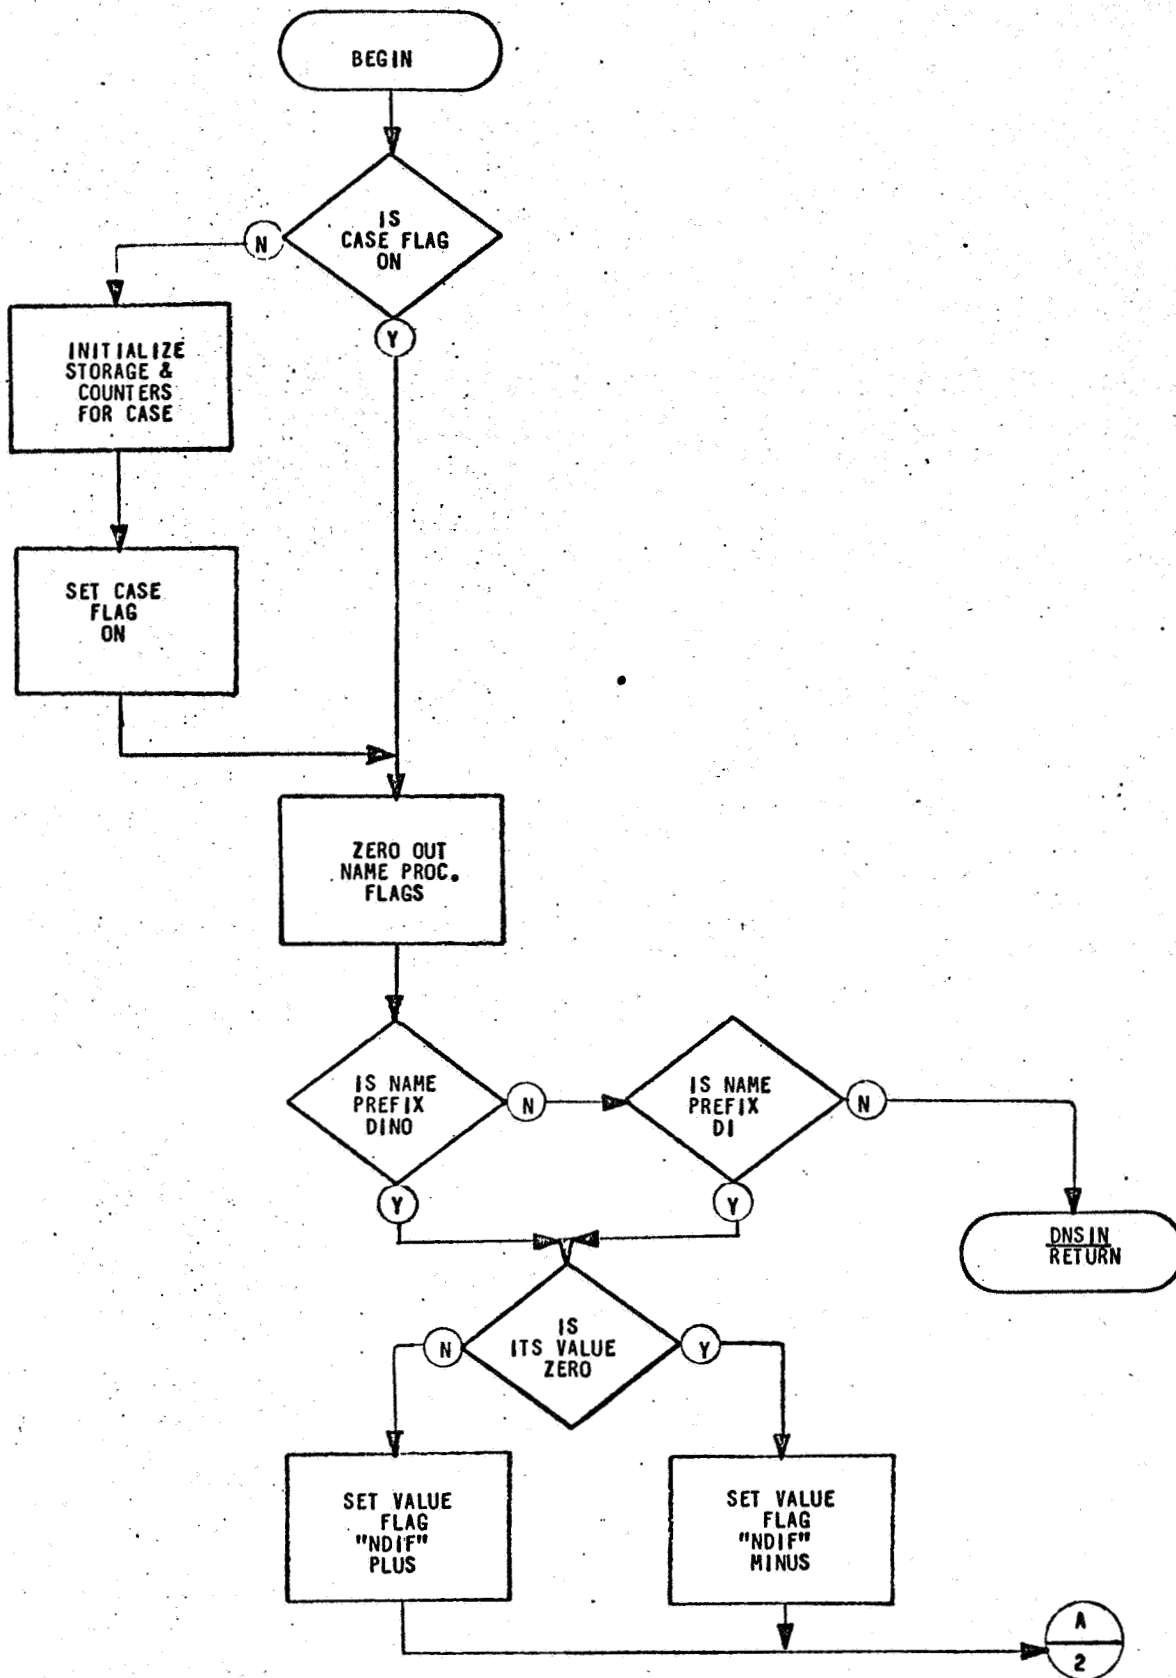 BEGIN
IS
CASE FLAG
ON
N
Y
INITIALIZE
STORAGE &
COUNTERS
FOR CASE
SET CASE
FLAG
ON
ZERO OUT
NAME PROC.
FLAGS
IS NAME
PREFIX
DINO
N
IS NAME
PREFIX
DI
N
Y
Y
DNSIN
RETURN
IS
ITS VALUE
ZERO
N
Y
SET VALUE
FLAG
"NDIF"
PLUS
SET VALUE
FLAG
"NDIF"
MINUS
A
2